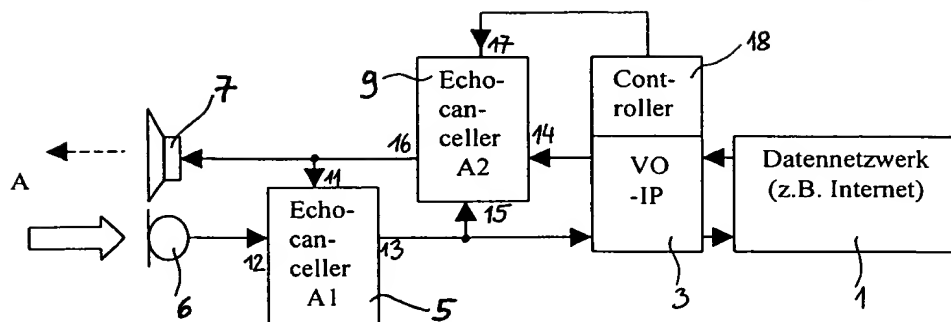 17
18
9
Echo-
can-
celler
A2
Cont-
roller
7
16
14
A
11
15
VO
-IP
Datennetzwerk
(z.B. Internet)
Echo-
can-
celler
A1
12
13
6
5
3
1